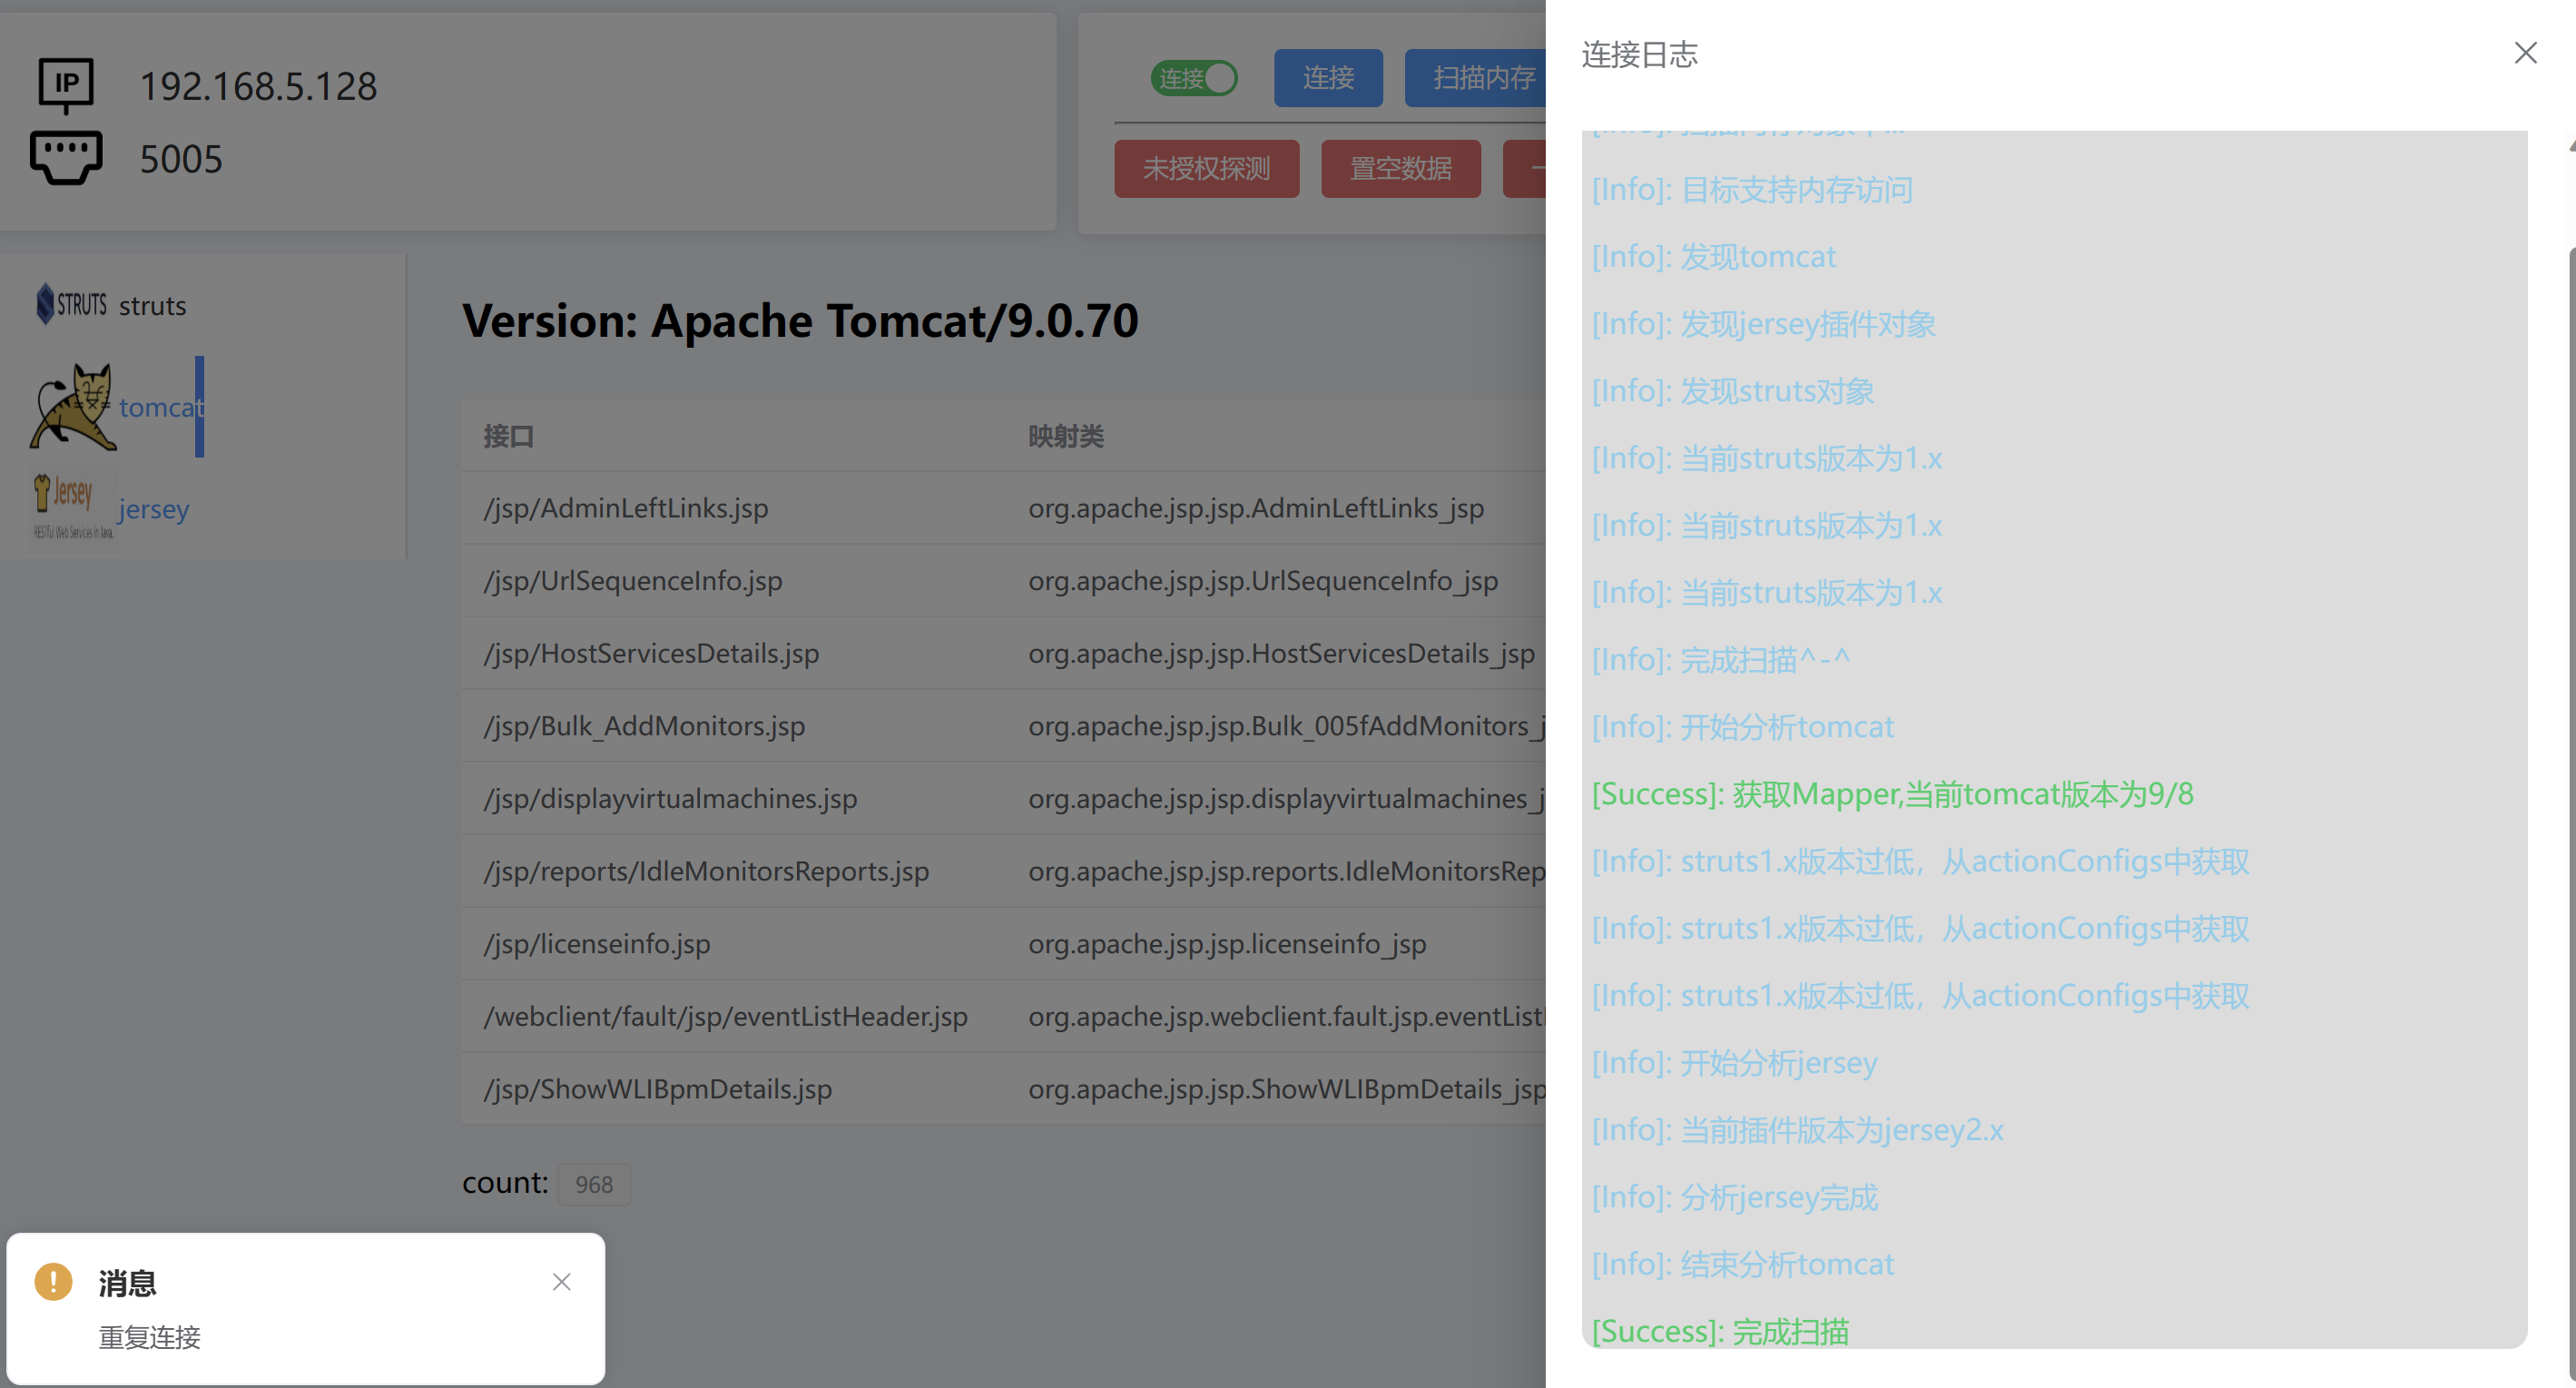 IP
192.168.5.128
5005
连接
连接
扫描内存
未授权探测
置空数据
一
STRUTS struts
tomcat
Jersey
RESTful Web Services in Java.
jersey
Version: Apache Tomcat/9.0.70
接口 映射类
/jsp/AdminLeftLinks.jsp org.apache.jsp.jsp.AdminLeftLinks_jsp
/jsp/UrlSequenceInfo.jsp org.apache.jsp.jsp.UrlSequenceInfo_jsp
/jsp/HostServicesDetails.jsp org.apache.jsp.jsp.HostServicesDetails_jsp
/jsp/Bulk_AddMonitors.jsp org.apache.jsp.jsp.Bulk_005fAddMonitors_j
/jsp/displayvirtualmachines.jsp org.apache.jsp.jsp.displayvirtualmachines_j
/jsp/reports/IdleMonitorsReports.jsp org.apache.jsp.jsp.reports.IdleMonitorsRep
/jsp/licenseinfo.jsp org.apache.jsp.jsp.licenseinfo_jsp
/webclient/fault/jsp/eventListHeader.jsp org.apache.jsp.webclient.fault.jsp.eventListH
/jsp/ShowWLIBpmDetails.jsp org.apache.jsp.jsp.ShowWLIBpmDetails_jsp
count: 968
消息
重复连接
连接日志
[Info]: 扫描内存对象中...
[Info]: 目标支持内存访问
[Info]: 发现tomcat
[Info]: 发现jersey插件对象
[Info]: 发现struts对象
[Info]: 当前struts版本为1.x
[Info]: 当前struts版本为1.x
[Info]: 当前struts版本为1.x
[Info]: 完成扫描^-^
[Info]: 开始分析tomcat
[Success]: 获取Mapper,当前tomcat版本为9/8
[Info]: struts1.x版本过低，从actionConfigs中获取
[Info]: struts1.x版本过低，从actionConfigs中获取
[Info]: struts1.x版本过低，从actionConfigs中获取
[Info]: 开始分析jersey
[Info]: 当前插件版本为jersey2.x
[Info]: 分析jersey完成
[Info]: 结束分析tomcat
[Success]: 完成扫描